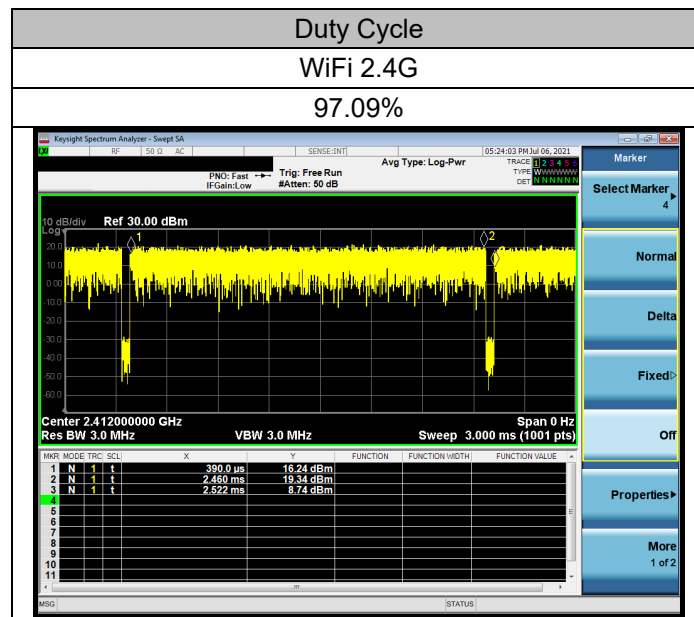 Duty Cycle
WiFi 2.4G
97.09%
Keysight Spectrum Analyzer - Swept SA
RF 50 Ω AC SENSE:INT 05:24:03 PM Jul 06, 2021
Avg Type: Log-Pwr TRACE 1 2 3 4 5 6
PNO: Fast Trig: Free Run TYPE WWWWWW
IFGain:Low #Atten: 50 dB DET N N N N N N
Marker
Select Marker
4
Normal
Delta
Fixed
Off
Properties
More
1 of 2
10 dB/div Ref 30.00 dBm
Log
1
2
20.0
10.0
0.00
-10.0
-20.0
-30.0
-40.0
-50.0
-60.0
Center 2.412000000 GHz Span 0 Hz
Res BW 3.0 MHz VBW 3.0 MHz Sweep 3.000 ms (1001 pts)
MKR MODE TRC SCL X Y FUNCTION FUNCTION WIDTH FUNCTION VALUE
1 N 1 t 390.0 µs 16.24 dBm
2 N 1 t 2.460 ms 19.34 dBm
3 N 1 t 2.522 ms 8.74 dBm
4
5
6
7
8
9
10
11
MSG STATUS